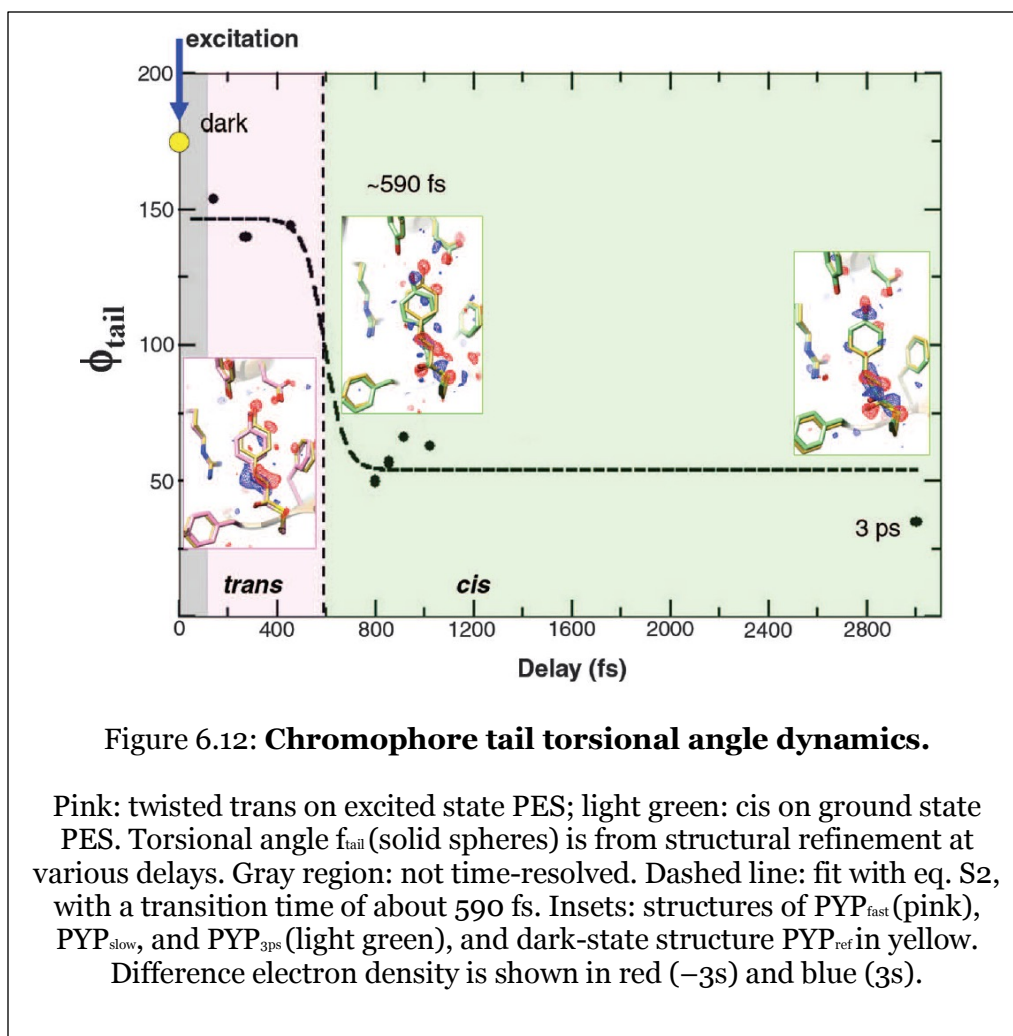 excitation
200
dark
~590 fs
150
ϕtail
100
50
3 ps
trans
cis
0
0 400 800 1200 1600 2000 2400 2800
Delay (fs)
Figure 6.12: Chromophore tail torsional angle dynamics.
Pink: twisted trans on excited state PES; light green: cis on ground state
PES. Torsional angle ftail (solid spheres) is from structural refinement at
various delays. Gray region: not time-resolved. Dashed line: fit with eq. S2,
with a transition time of about 590 fs. Insets: structures of PYPfast (pink),
PYPslow, and PYP3ps (light green), and dark-state structure PYPref in yellow.
Difference electron density is shown in red (–3s) and blue (3s).